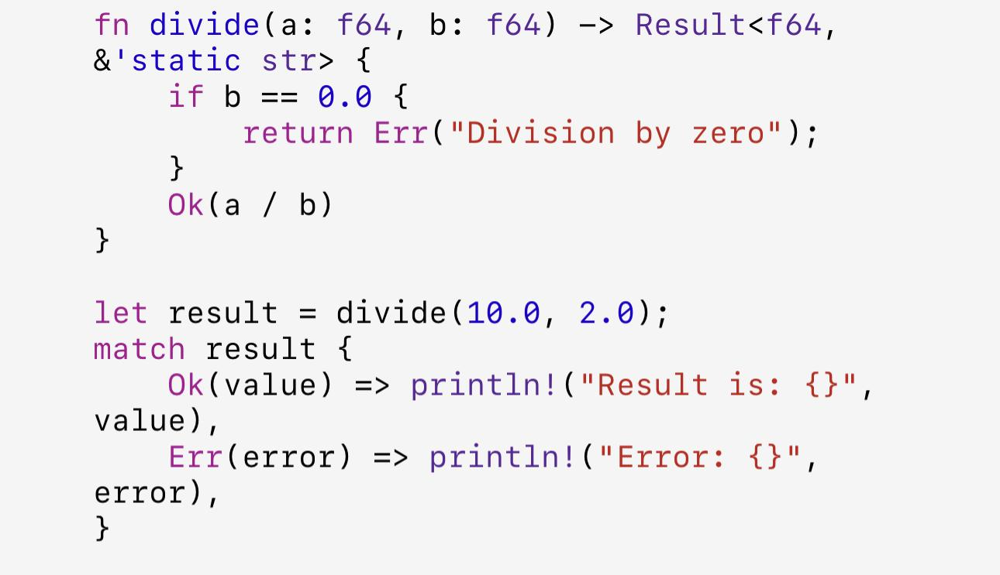 fn divide(a: f64, b: f64) -> Result<f64,
&'static str> {
    if b == 0.0 {
        return Err("Division by zero");
    }
    Ok(a / b)
}

let result = divide(10.0, 2.0);
match result {
    Ok(value) => println!("Result is: {}",
value),
    Err(error) => println!("Error: {}",
error),
}